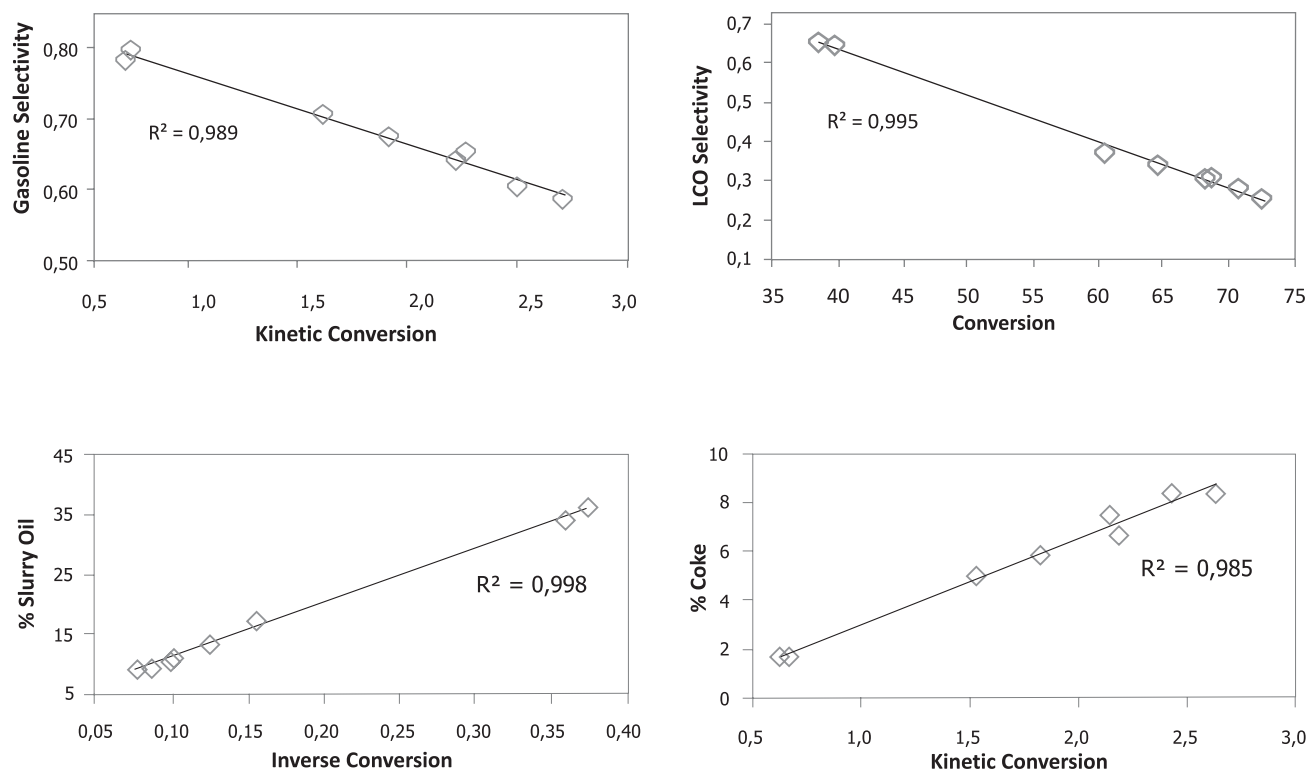 Gasoline Selectivity
0,80
0,70
0,60
0,50
R² = 0,989
0,5 1,0 1,5 2,0 2,5 3,0
Kinetic Conversion
LCO Selectivity
0,7
0,6
0,5
0,4
0,3
0,2
0,1
R² = 0,995
35 40 45 50 55 60 65 70 75
Conversion
% Slurry Oil
45
35
25
15
5
R² = 0,998
0,05 0,10 0,15 0,20 0,25 0,30 0,35 0,40
Inverse Conversion
% Coke
10
8
6
4
2
0
R² = 0,985
0,5 1,0 1,5 2,0 2,5 3,0
Kinetic Conversion